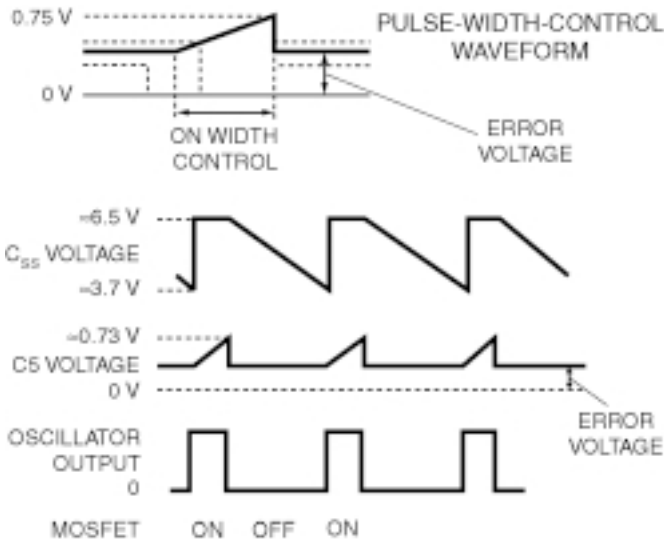 0.75 V
PULSE-WIDTH-CONTROL
WAVEFORM
0 V
ON WIDTH
CONTROL
ERROR
VOLTAGE
≈6.5 V
Css VOLTAGE
≈3.7 V
≈0.73 V
C5 VOLTAGE
0 V
ERROR
VOLTAGE
OSCILLATOR
OUTPUT
0
MOSFET ON OFF ON